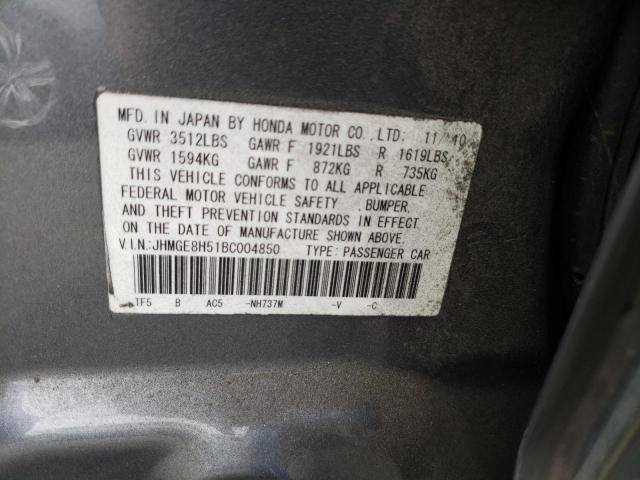 MFD. IN JAPAN BY HONDA MOTOR CO., LTD. 11/10
GVWR 3512LBS GAWR F 1921LBS R 1619LBS
GVWR 1594KG GAWR F 872KG R 735KG
THIS VEHICLE CONFORMS TO ALL APPLICABLE
FEDERAL MOTOR VEHICLE SAFETY, BUMPER,
AND THEFT PREVENTION STANDARDS IN EFFECT
ON THE DATE OF MANUFACTURE SHOWN ABOVE.
V.I.N.:JHMGE8H51BC004850 TYPE: PASSENGER CAR
TF5 B AC5 -NH737M -V -C